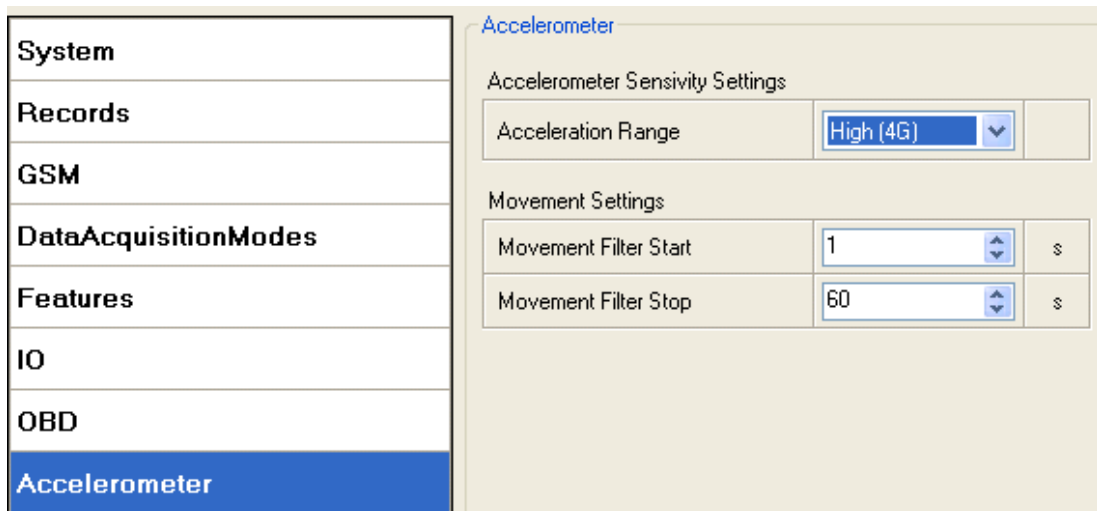 System
Records
GSM
DataAcquisitionModes
Features
IO
OBD
Accelerometer
Accelerometer
Accelerometer Sensivity Settings
Acceleration Range High (4G)
Movement Settings
Movement Filter Start 1 s
Movement Filter Stop 60 s